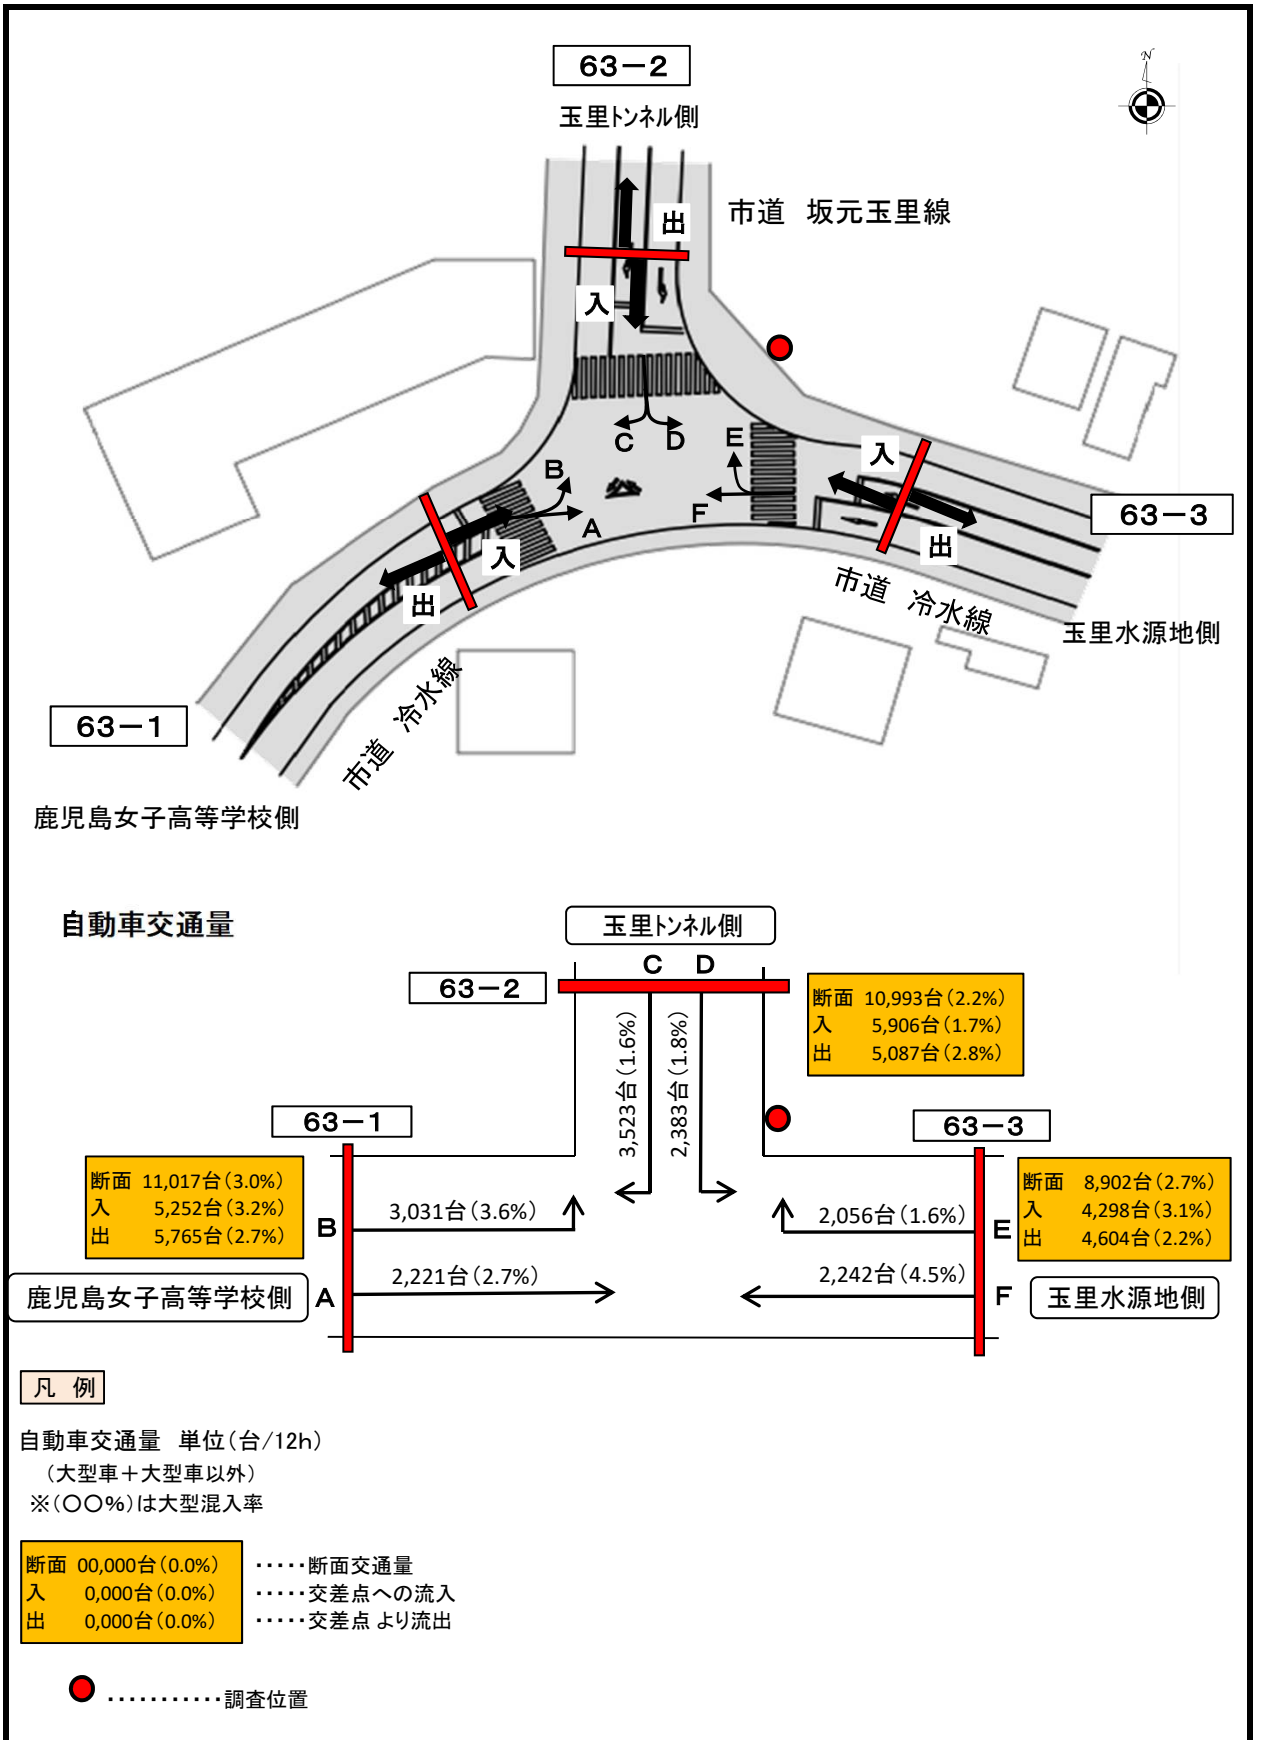 63－2
玉里トンネル側
N
市道　坂元玉里線
出
入
C
D
E
B
F
A
入
入
出
出
63－3
市道　冷水線
玉里水源地側
市道　冷水線
63－1
鹿児島女子高等学校側
自動車交通量
玉里トンネル側
C D
63－2
断面 10,993台(2.2%)
入 5,906台(1.7%)
出 5,087台(2.8%)
3,523台(1.6%)
2,383台(1.8%)
63－1
63－3
断面 11,017台(3.0%)
入 5,252台(3.2%)
出 5,765台(2.7%)
断面 8,902台(2.7%)
入 4,298台(3.1%)
出 4,604台(2.2%)
B
3,031台(3.6%)
2,056台(1.6%)
E
鹿児島女子高等学校側
A
2,221台(2.7%)
2,242台(4.5%)
F
玉里水源地側
凡 例
自動車交通量　単位(台/12h)
(大型車＋大型車以外)
※(〇〇%)は大型混入率
断面 00,000台(0.0%) ·····断面交通量
入 0,000台(0.0%) ·····交差点への流入
出 0,000台(0.0%) ·····交差点より流出
···········調査位置